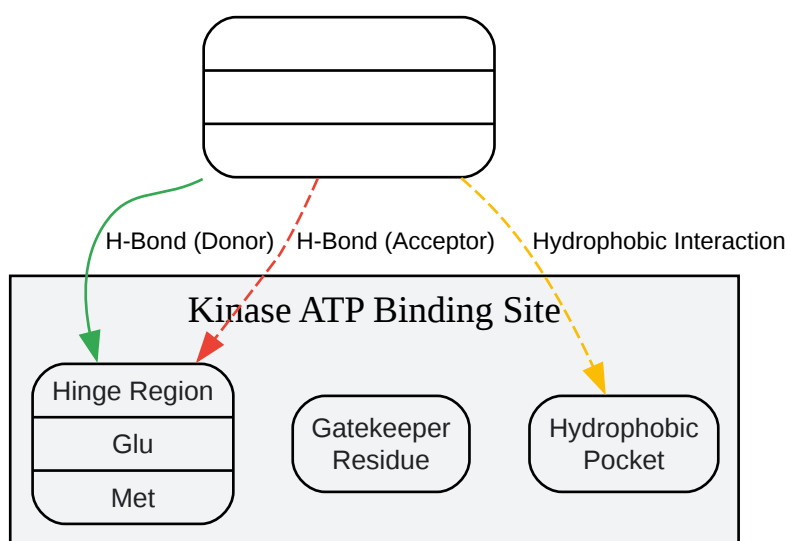 H-Bond (Donor)
H-Bond (Acceptor)
Hydrophobic Interaction
Kinase ATP Binding Site
Hinge Region
Glu
Met
Gatekeeper
Residue
Hydrophobic
Pocket